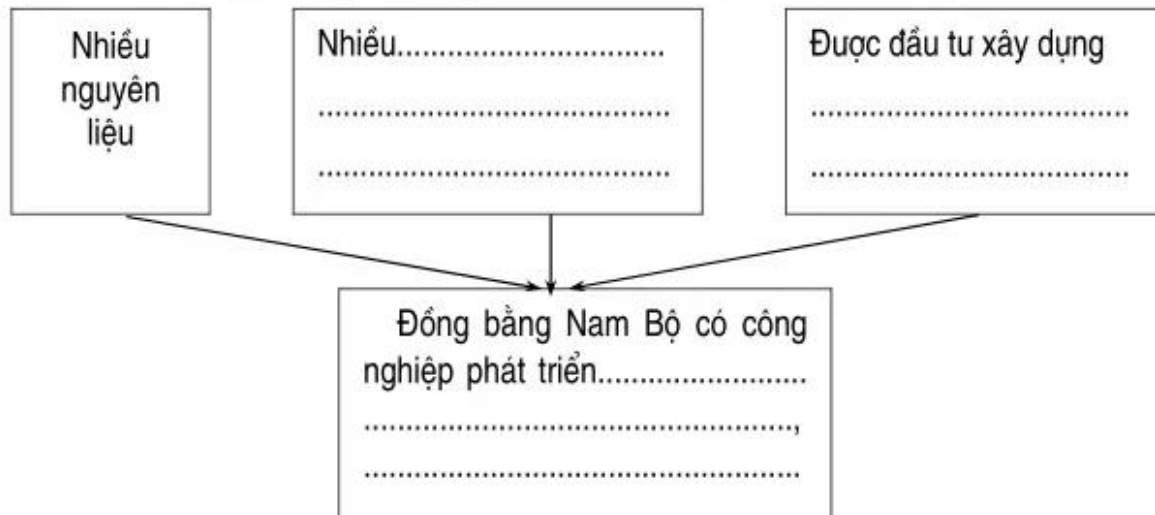 Nhiều
nguyên
liệu
Nhiều................................
..........................................
..........................................
Được đầu tư xây dựng
......................................
......................................
Đồng bằng Nam Bộ có công
nghiệp phát triển.........................
...................................................,
....................................................